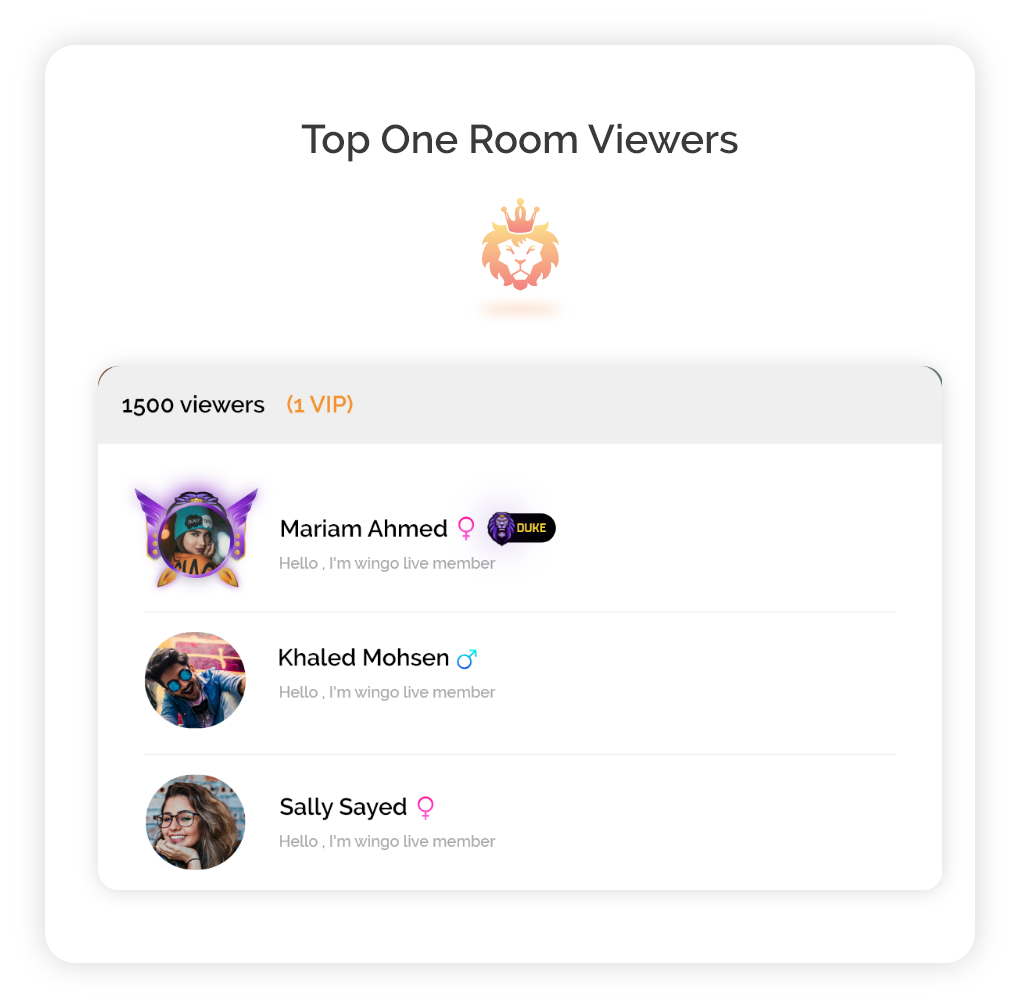 Top One Room Viewers
1500 viewers (1 VIP)
Mariam Ahmed DUKE
Hello , I'm wingo live member
Khaled Mohsen
Hello , I'm wingo live member
Sally Sayed
Hello , I'm wingo live member